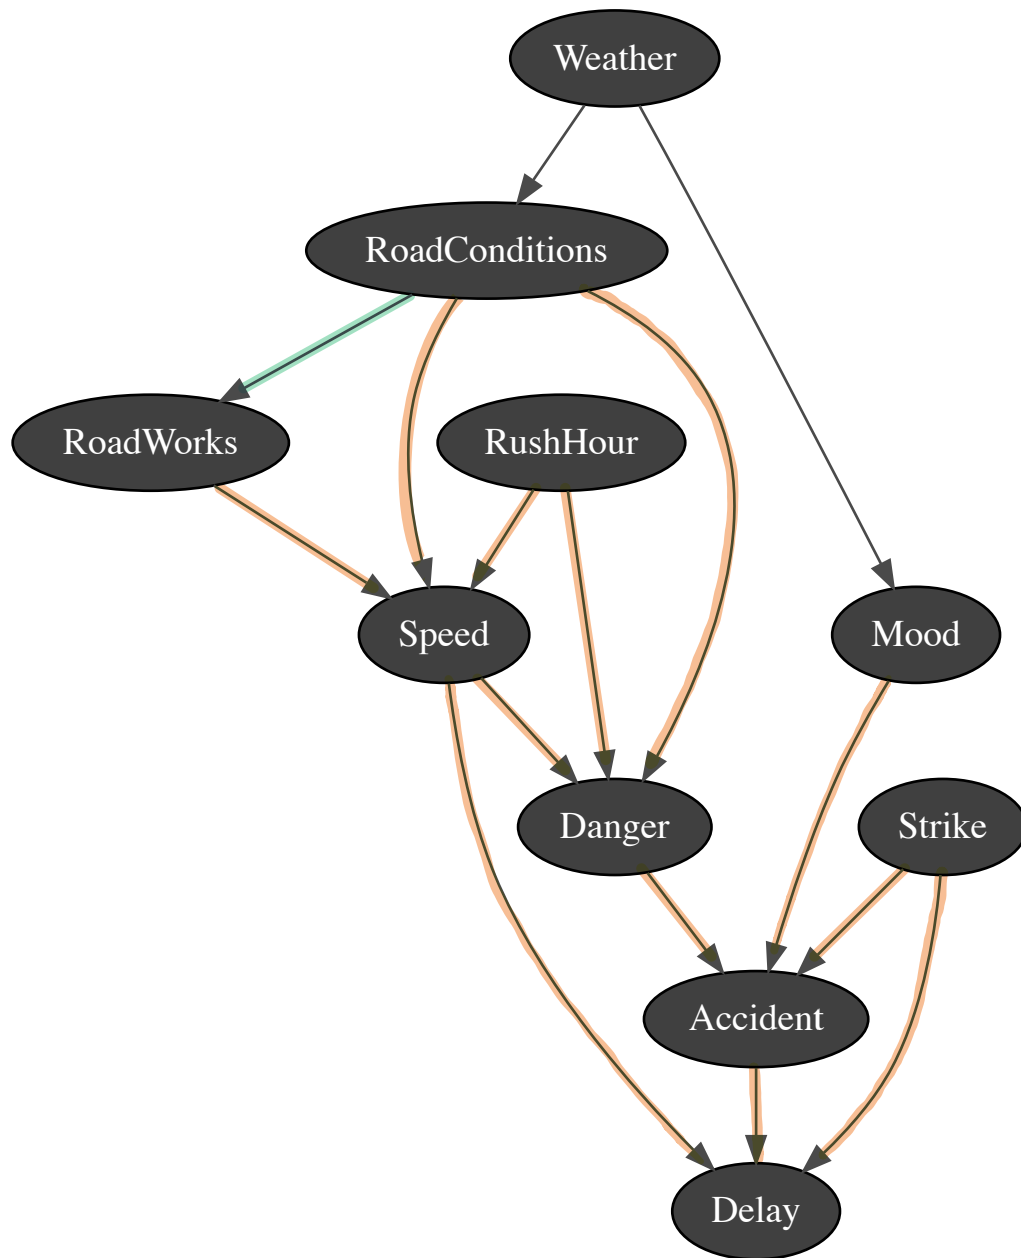 Weather
RoadConditions
RoadWorks
RushHour
Speed
Mood
Danger
Strike
Accident
Delay